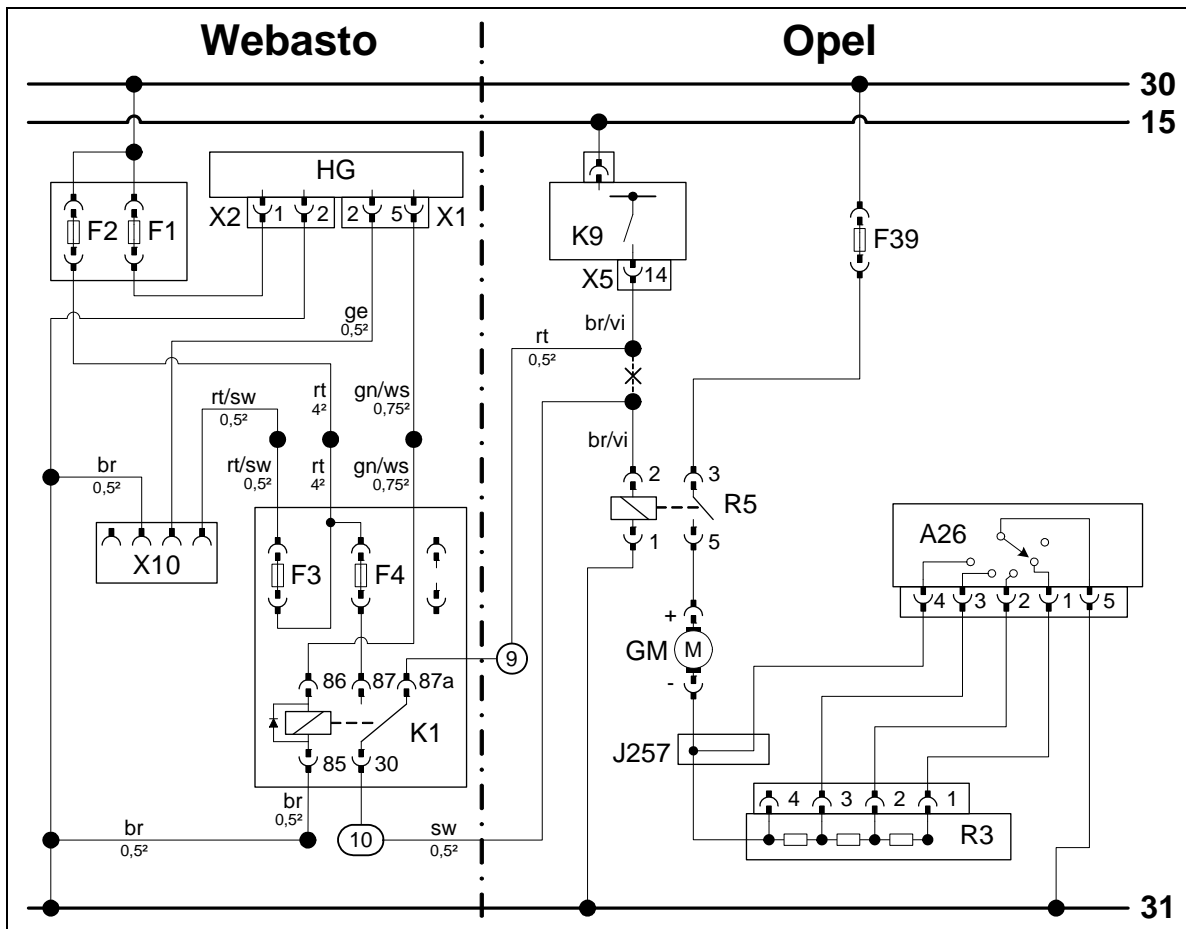 Webasto
Opel
30
15
HG
K9
F2
F1
X2
1
2
2
5
X1
F39
X5
14
ge
0,5²
br/vi
rt
0,5²
rt/sw
0,5²
rt
4²
gn/ws
0,75²
br/vi
br
0,5²
rt/sw
0,5²
rt
4²
gn/ws
0,75²
2
3
R5
1
5
X10
F3
F4
A26
4
3
2
1
5
+
GM
M
-
9
86
87
87a
K1
85
30
J257
4
3
2
1
R3
br
0,5²
br
0,5²
10
sw
0,5²
31